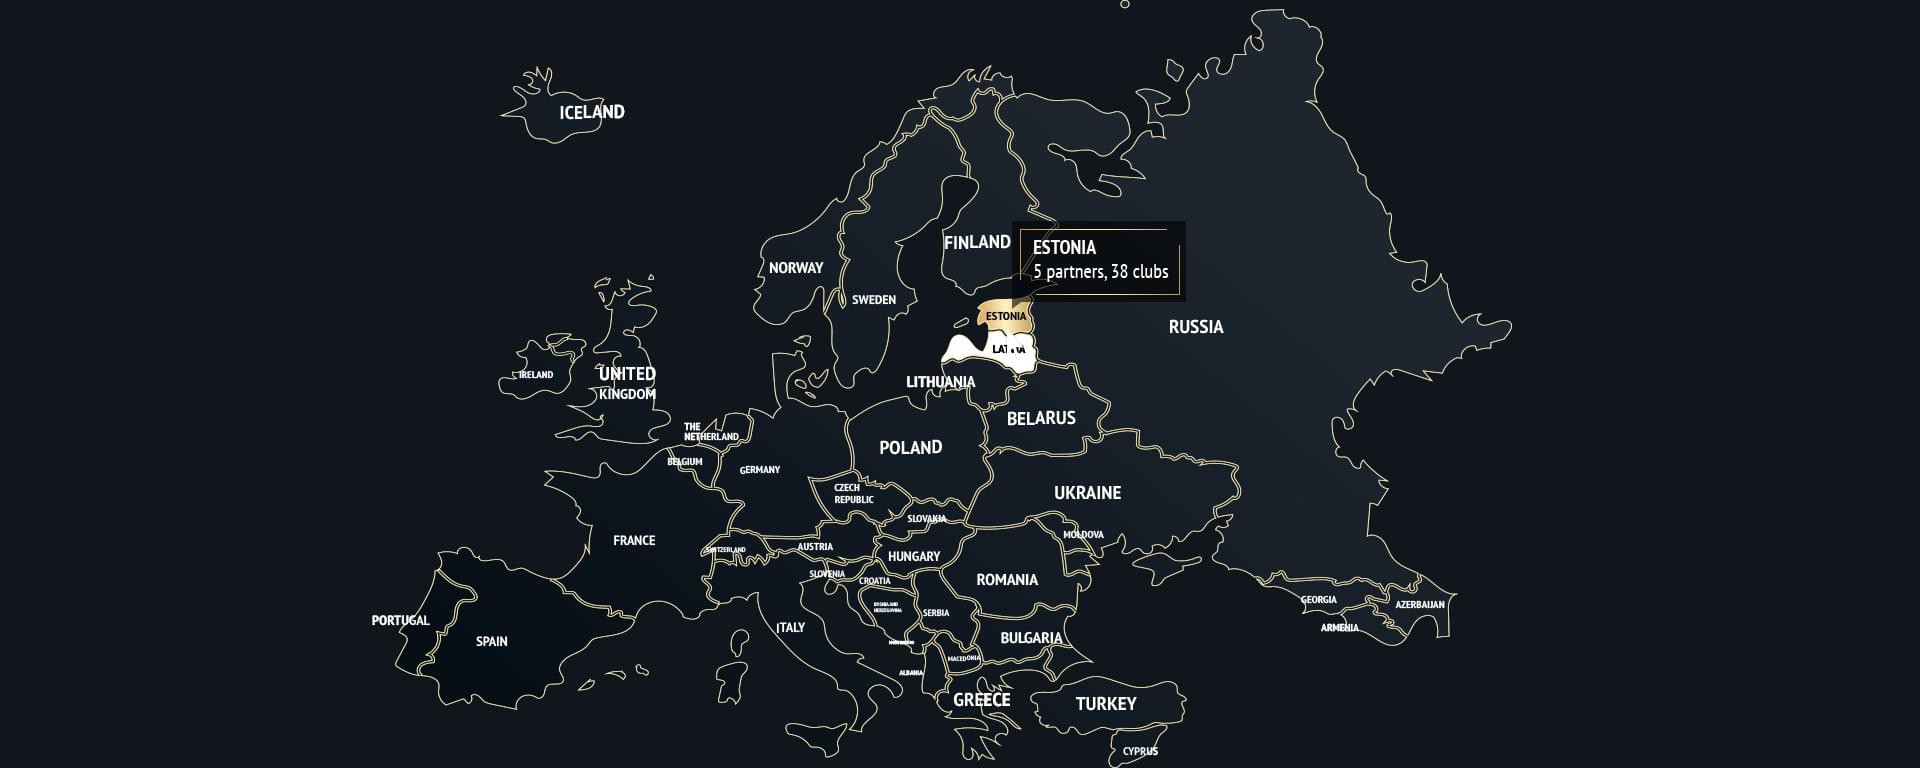 ICELAND
FINLAND
ESTONIA
5 partners, 38 clubs
NORWAY
SWEDEN
ESTONIA
RUSSIA
LATVIA
IRELAND
UNITED
KINGDOM
LITHUANIA
BELARUS
THE
NETHERLAND
POLAND
BELGIUM
GERMANY
CZECH
REPUBLIC
UKRAINE
SLOVAKIA
FRANCE
MOLDOVA
SWITZERLAND
AUSTRIA
HUNGARY
SLOVENIA
CROATIA
ROMANIA
GEORGIA
AZERBAIJAN
BOSNIA AND
HERZEGOVINA
SERBIA
PORTUGAL
ITALY
ARMENIA
SPAIN
BULGARIA
MACEDONIA
ALBANIA
GREECE
TURKEY
CYPRUS